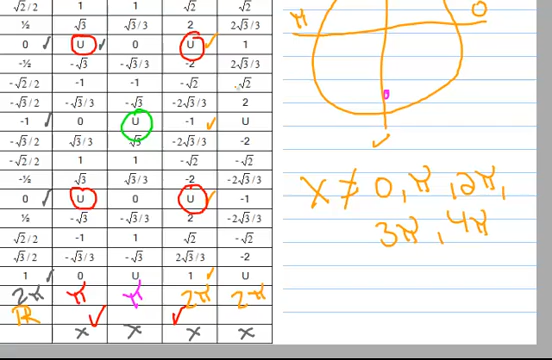 √2 / 2 1 1 √2 √2
½ √3 √3 / 3 2 2√3 / 3
0 U 0 U 1
-½ -√3 -√3 / 3 -2 2√3 / 3
-√2 / 2 -1 -1 -√2 √2
-√3 / 2 -√3 / 3 -√3 -2√3 / 3 2
-1 0 U -1 U
-√3 / 2 √3 / 3 √3 -2√3 / 3 -2
-√2 / 2 1 1 -√2 -√2
-½ √3 √3 / 3 -2 -2√3 / 3
0 U 0 U -1
½ -√3 -√3 / 3 2 -2√3 / 3
√2 / 2 -1 1 √2 -√2
√3 / 2 -√3 / 3 -√3 2√3 / 3 -2
1 0 U 1 U
2π π π 2π 2π
ℝ
x x x x
π 0
x ≠ 0, π, 2π,
3π, 4π